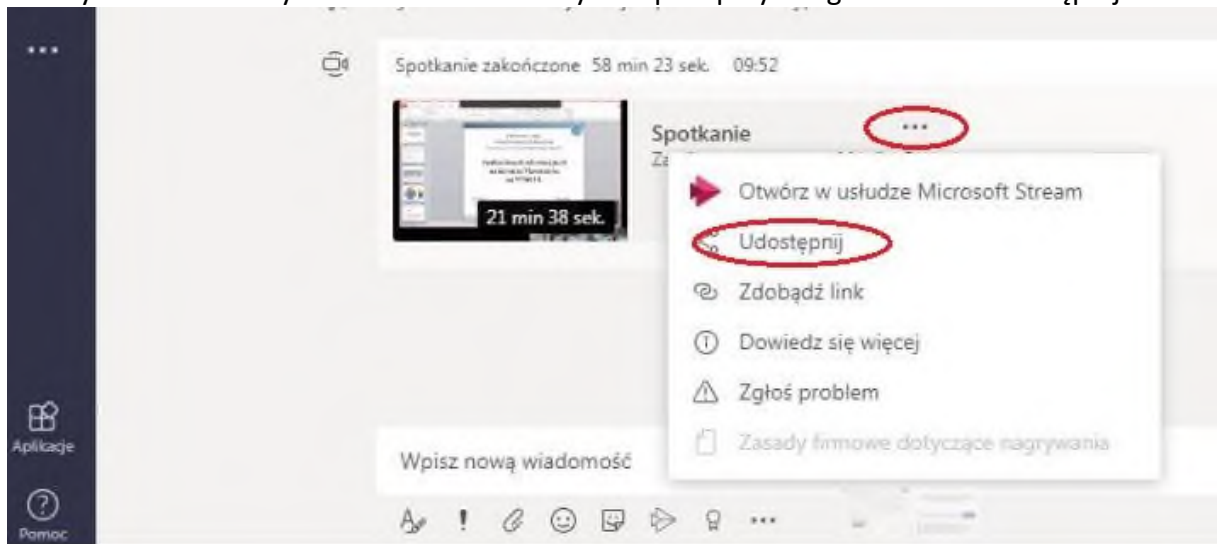 Spotkanie zakończone 58 min 23 sek. 09:52
Spotkanie
21 min 38 sek.
Otwórz w usłudze Microsoft Stream
Udostępnij
Zdobądź link
Dowiedz się więcej
Zgłoś problem
Zasady firmowe dotyczące nagrywania
Aplikacje
Wpisz nową wiadomość
Pomoc